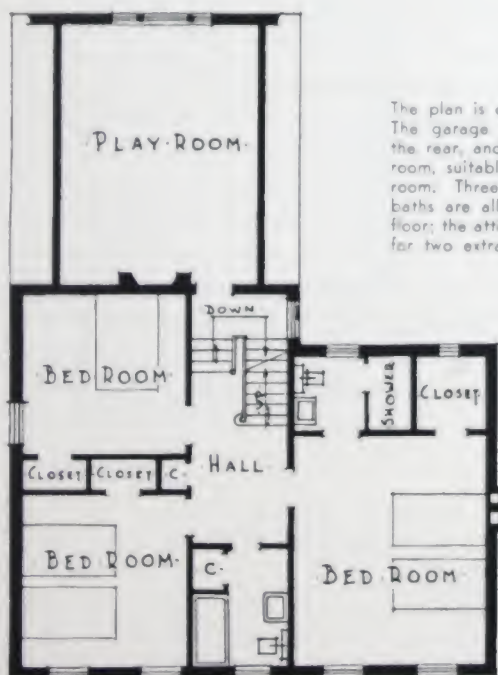 PLAY·ROOM·
The plan is
The garage
the rear, and
room, suitabl
room. Three
baths are all
floor; the att
for two extra
DOWN
BED ROOM·
UP
SHOWER
CLOSET
CLOSET
CLOSET
C.
HALL
BED ROOM·
C.
·BED ROOM·